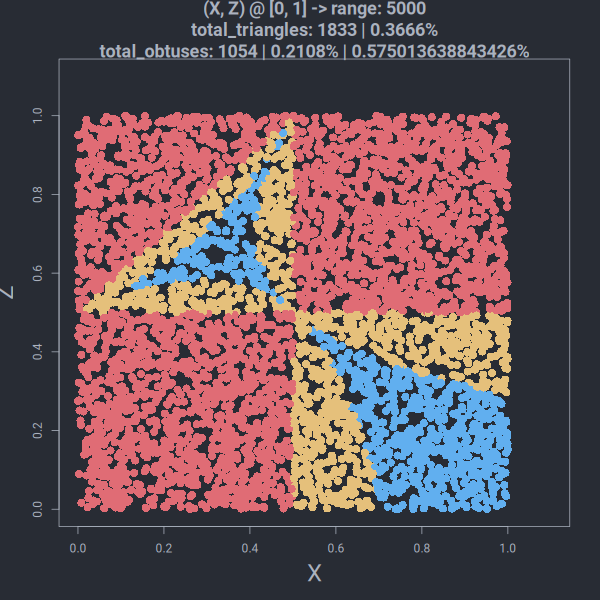 (X, Z) @ [0, 1] -> range: 5000
total_triangles: 1833 | 0.3666%
total_obtuses: 1054 | 0.2108% | 0.575013638843426%
1.0
0.8
0.6
Z
0.4
0.2
0.0
0.0 0.2 0.4 0.6 0.8 1.0
X